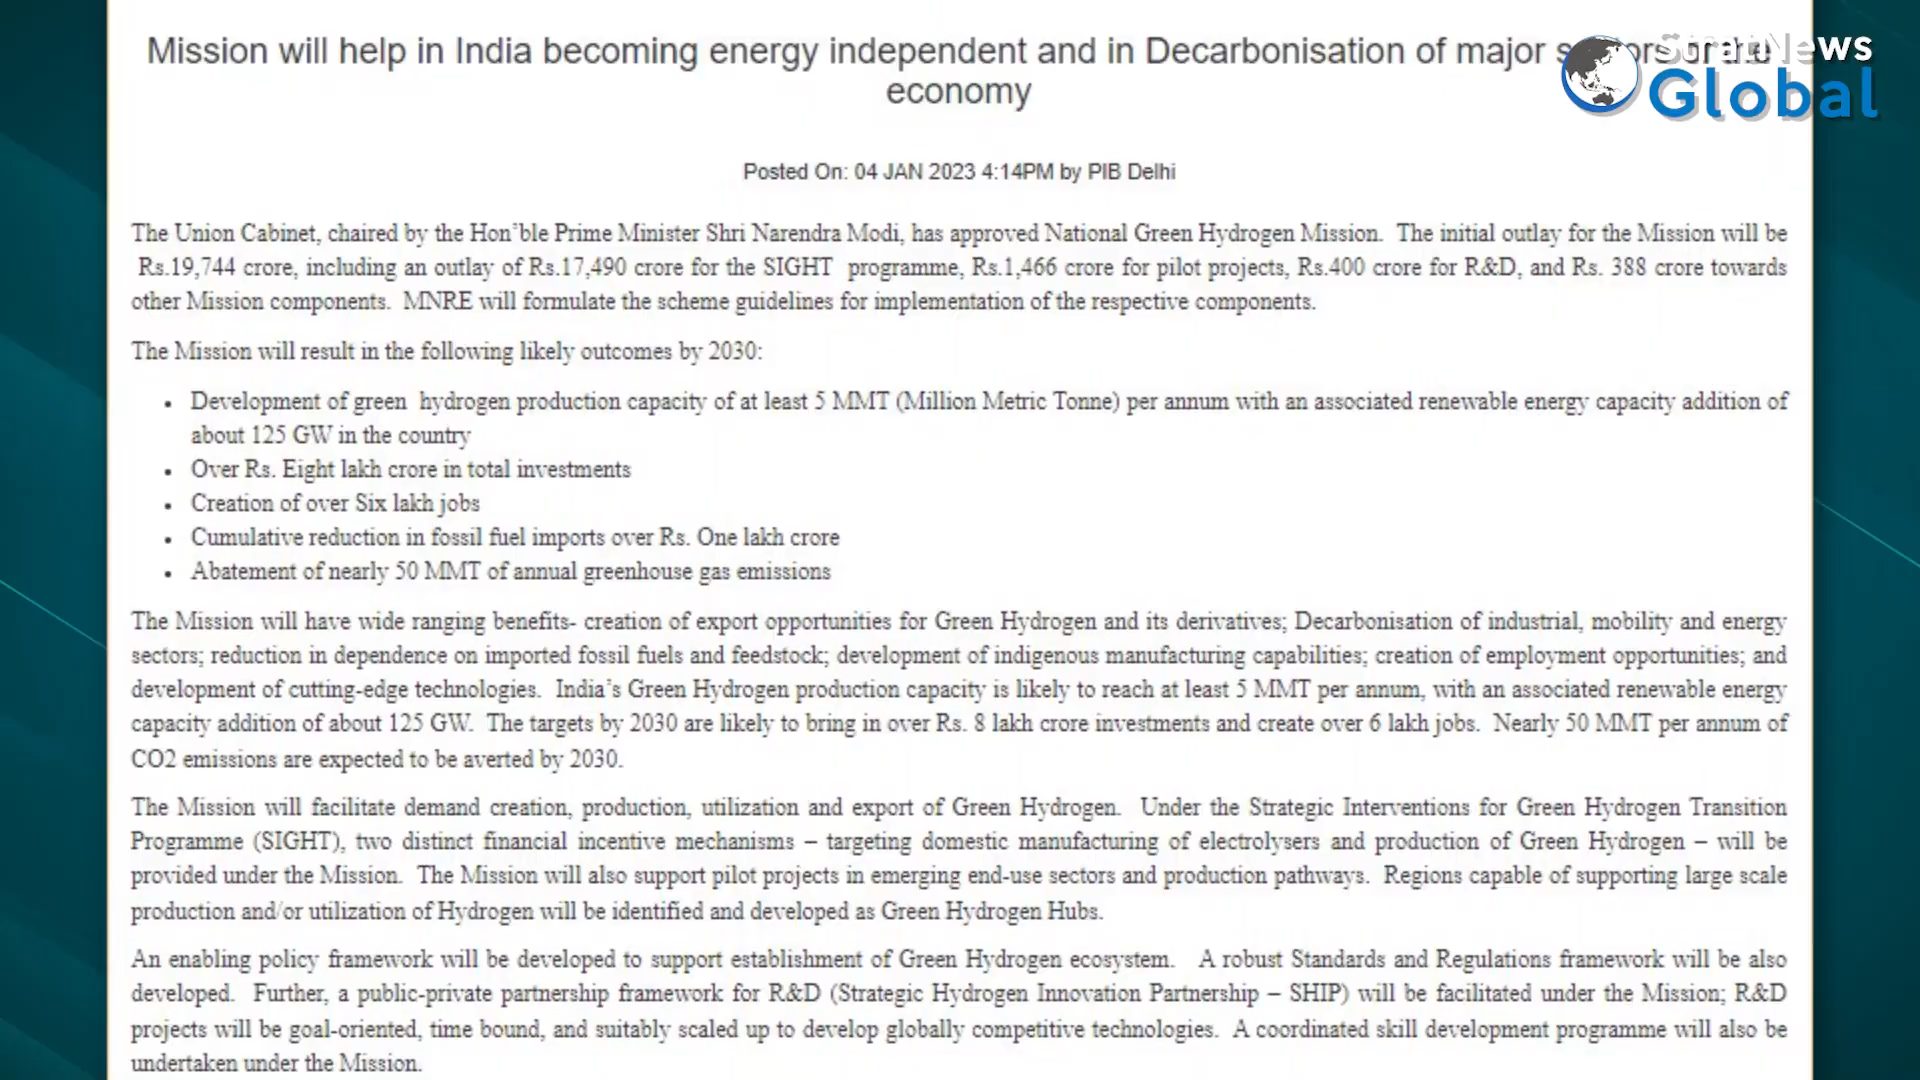 Mission will help in India becoming energy independent and in Decarbonisation of major sectors of the
economy
StratNews
Global
Posted On: 04 JAN 2023 4:14PM by PIB Delhi
The Union Cabinet, chaired by the Hon'ble Prime Minister Shri Narendra Modi, has approved National Green Hydrogen Mission. The initial outlay for the Mission will be
Rs.19,744 crore, including an outlay of Rs.17,490 crore for the SIGHT programme, Rs.1,466 crore for pilot projects, Rs.400 crore for R&D, and Rs. 388 crore towards
other Mission components. MNRE will formulate the scheme guidelines for implementation of the respective components.
The Mission will result in the following likely outcomes by 2030:
• Development of green hydrogen production capacity of at least 5 MMT (Million Metric Tonne) per annum with an associated renewable energy capacity addition of
about 125 GW in the country
• Over Rs. Eight lakh crore in total investments
• Creation of over Six lakh jobs
• Cumulative reduction in fossil fuel imports over Rs. One lakh crore
• Abatement of nearly 50 MMT of annual greenhouse gas emissions
The Mission will have wide ranging benefits- creation of export opportunities for Green Hydrogen and its derivatives; Decarbonisation of industrial, mobility and energy
sectors; reduction in dependence on imported fossil fuels and feedstock; development of indigenous manufacturing capabilities; creation of employment opportunities; and
development of cutting-edge technologies. India's Green Hydrogen production capacity is likely to reach at least 5 MMT per annum, with an associated renewable energy
capacity addition of about 125 GW. The targets by 2030 are likely to bring in over Rs. 8 lakh crore investments and create over 6 lakh jobs. Nearly 50 MMT per annum of
CO2 emissions are expected to be averted by 2030.
The Mission will facilitate demand creation, production, utilization and export of Green Hydrogen. Under the Strategic Interventions for Green Hydrogen Transition
Programme (SIGHT), two distinct financial incentive mechanisms – targeting domestic manufacturing of electrolysers and production of Green Hydrogen – will be
provided under the Mission. The Mission will also support pilot projects in emerging end-use sectors and production pathways. Regions capable of supporting large scale
production and/or utilization of Hydrogen will be identified and developed as Green Hydrogen Hubs.
An enabling policy framework will be developed to support establishment of Green Hydrogen ecosystem. A robust Standards and Regulations framework will be also
developed. Further, a public-private partnership framework for R&D (Strategic Hydrogen Innovation Partnership – SHIP) will be facilitated under the Mission; R&D
projects will be goal-oriented, time bound, and suitably scaled up to develop globally competitive technologies. A coordinated skill development programme will also be
undertaken under the Mission.